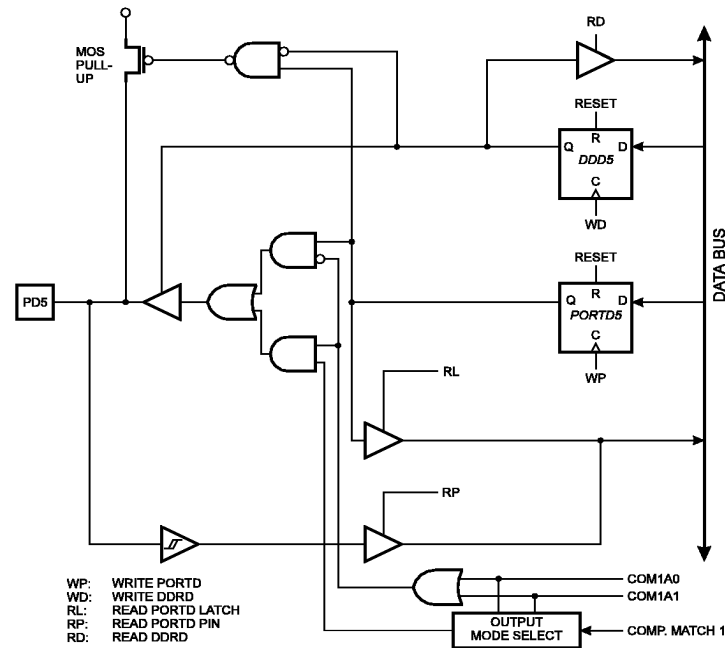 MOS
PULL-
UP
RD
RESET
R
Q
D
DDD5
C
WD
RESET
R
Q
D
PORTD5
C
WP
DATA BUS
PD5
RL
RP
WP: WRITE PORTD
WD: WRITE DDRD
RL: READ PORTD LATCH
RP: READ PORTD PIN
RD: READ DDRD
COM1A0
COM1A1
OUTPUT
MODE SELECT
COMP. MATCH 1